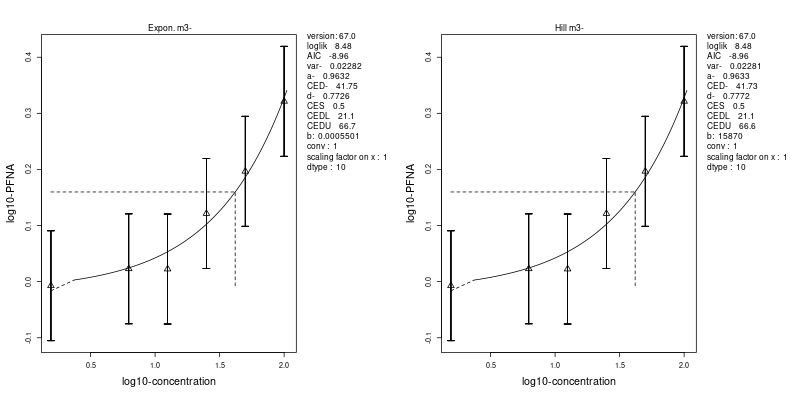 Expon. m3-
version: 67.0
loglik 8.48
AIC -8.96
var- 0.02282
a- 0.9632
CED- 41.75
d- 0.7726
CES 0.5
CEDL 21.1
CEDU 66.7
b: 0.0005501
conv : 1
scaling factor on x : 1
dtype : 10
log10-PFNA
0.4
0.3
0.2
0.1
0.0
-0.1
0.5
1.0
1.5
2.0
log10-concentration
Hill m3-
version: 67.0
loglik 8.48
AIC -8.96
var- 0.02281
a- 0.9633
CED- 41.73
d- 0.7772
CES 0.5
CEDL 21.1
CEDU 66.6
b: 15870
conv : 1
scaling factor on x : 1
dtype : 10
log10-PFNA
0.4
0.3
0.2
0.1
0.0
-0.1
0.5
1.0
1.5
2.0
log10-concentration